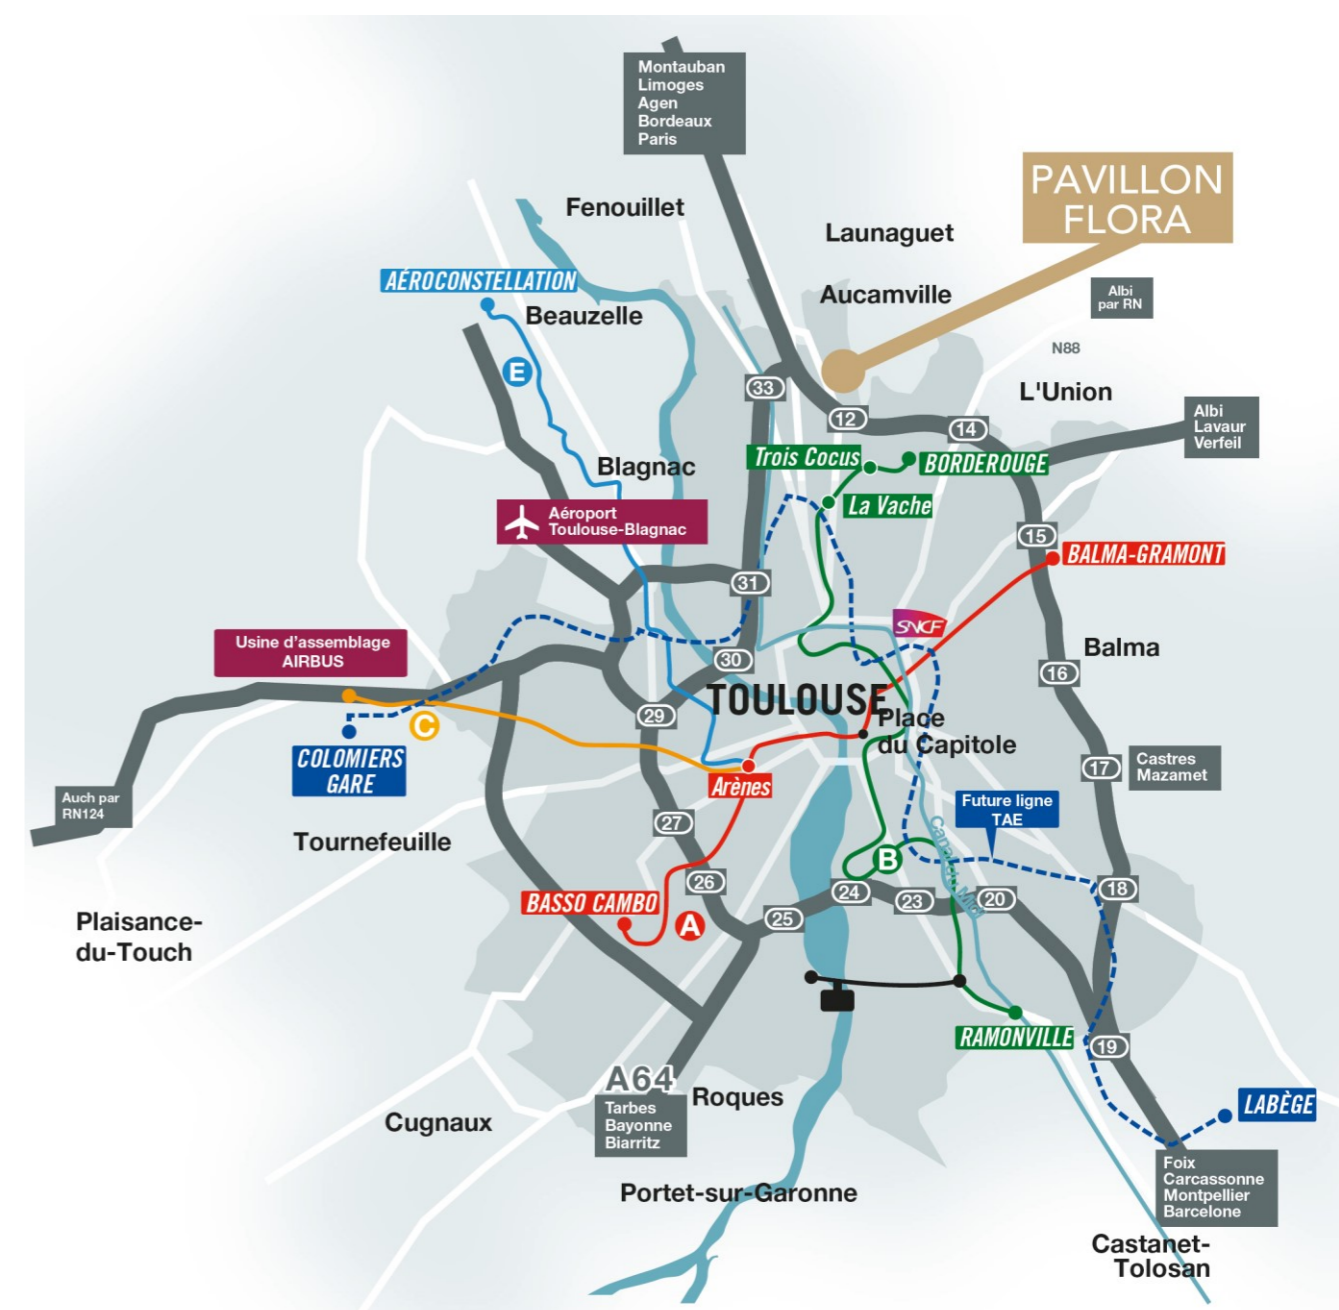 Montauban
Limoges
Agen
Bordeaux
Paris
PAVILLON
FLORA
Fenouillet
Launaguet
AÉROCONSTELLATION
Aucamville
Albi
par RN
Beauzelle
N88
E
33
L'Union
12
14
Albi
Lavaur
Verfeil
Blagnac
Trois Cocus
BORDEROUGE
La Vache
Aéroport
Toulouse-Blagnac
15
BALMA-GRAMONT
31
SNCF
Usine d'assemblage
AIRBUS
30
Balma
16
TOULOUSE
29
C
Place
du Capitole
COLOMIERS
GARE
Arènes
17
Castres
Mazamet
Auch par
RN124
Future ligne
TAE
27
Tournefeuille
Canal du Midi
B
26
24
18
BASSO CAMBO
23
20
A
25
Plaisance-
du-Touch
RAMONVILLE
19
A64
Roques
LABÈGE
Tarbes
Bayonne
Biarritz
Cugnaux
Foix
Carcassonne
Montpellier
Barcelone
Portet-sur-Garonne
Castanet-
Tolosan